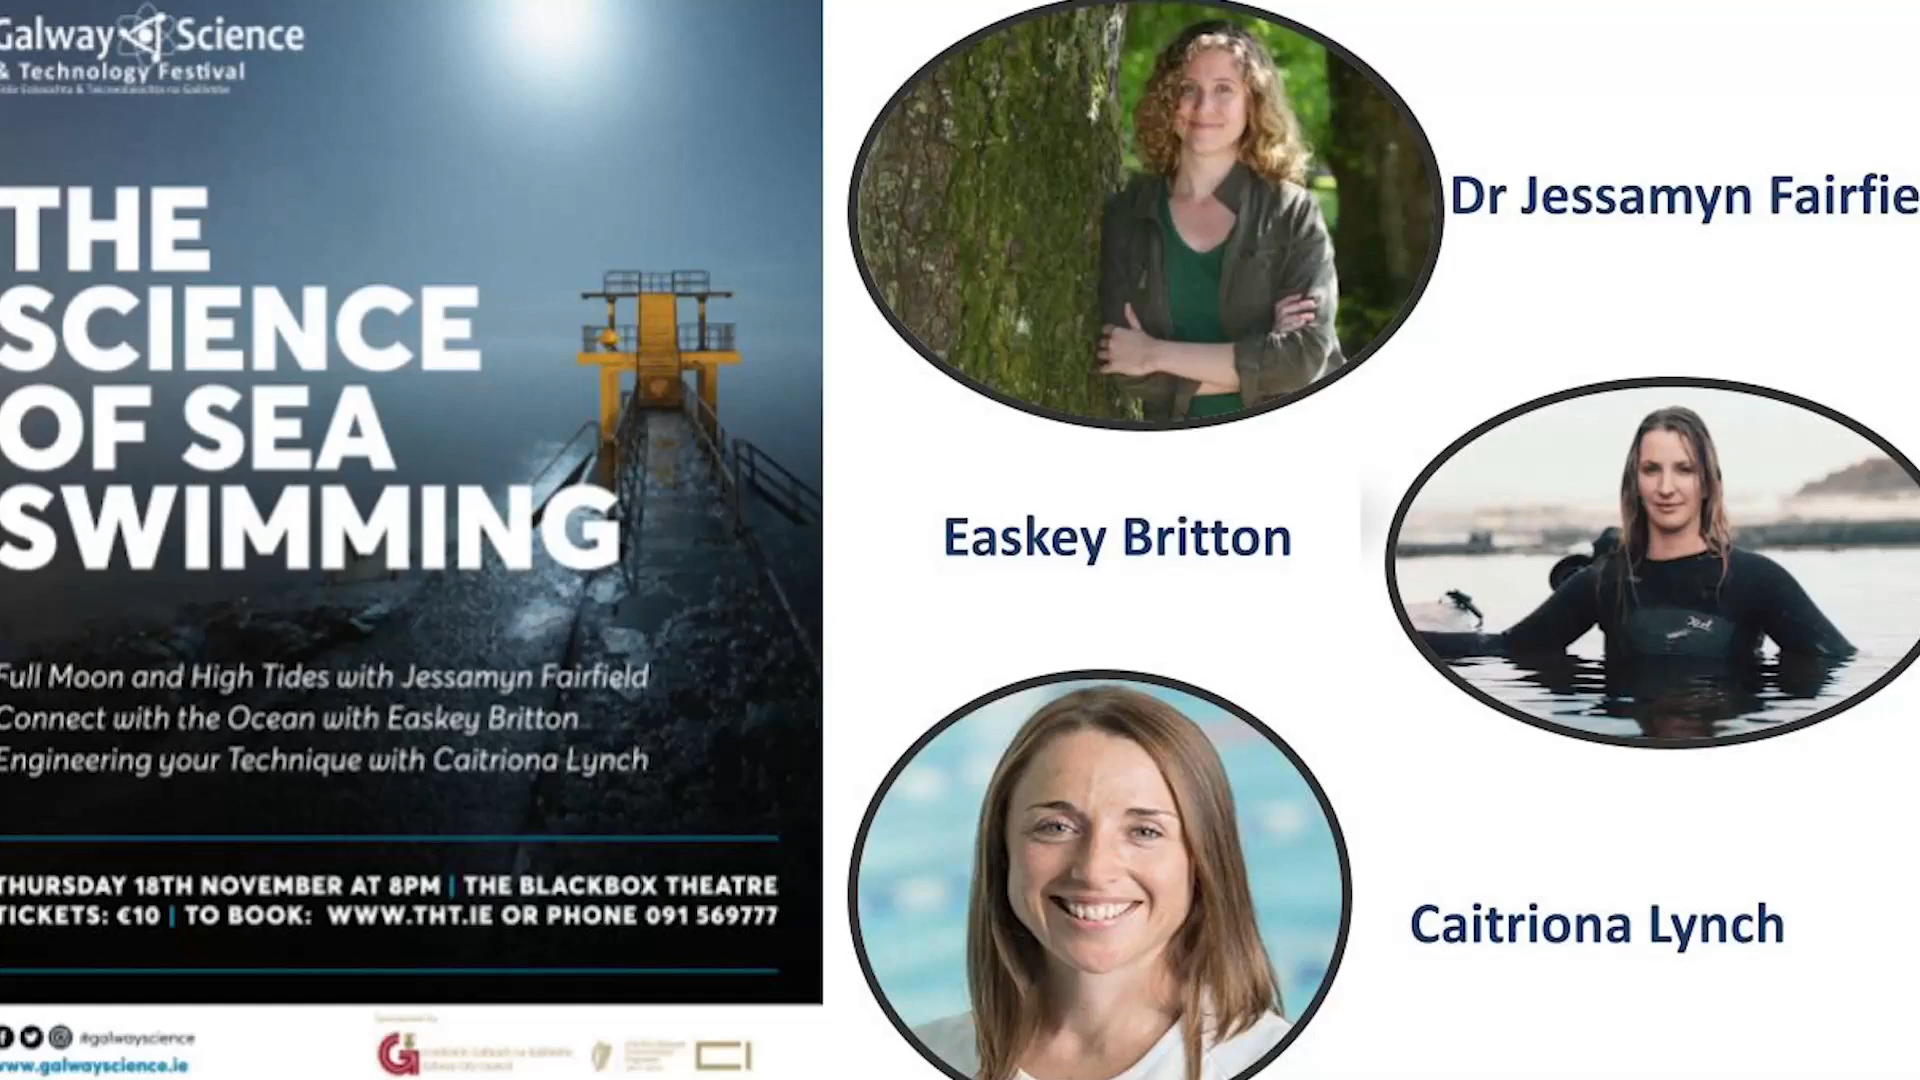 Galway Science
& Technology Festival
THE
SCIENCE
OF SEA
SWIMMING
Full Moon and High Tides with Jessamyn Fairfield
Connect with the Ocean with Easkey Britton
Engineering your Technique with Caitriona Lynch
THURSDAY 18TH NOVEMBER AT 8PM | THE BLACKBOX THEATRE
TICKETS: €10 | TO BOOK: WWW.THT.IE OR PHONE 091 569777
#galwayscience
www.galwayscience.ie
Dr Jessamyn Fairfie
Easkey Britton
Caitriona Lynch